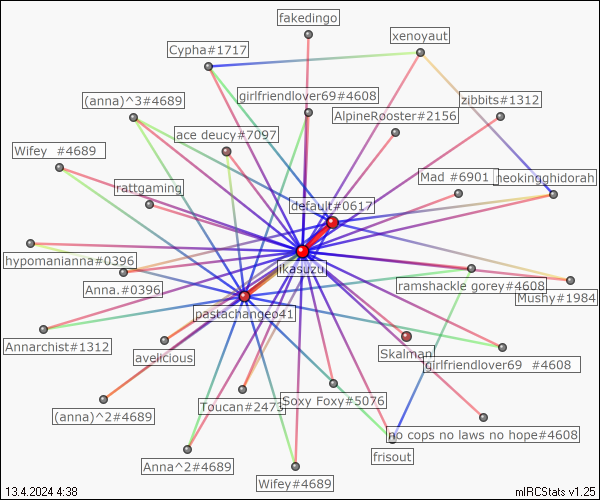 fakedingo
xenoyaut
Cypha#1717
girlfriendlover69#4608
zibbits#1312
(anna)^3#4689
AlpineRooster#2156
ace deucy#7097
Wifey #4689
Mad #6901
heokingghidorah
rattgaming
default#0617
hypomanianna#0396
likasuzu
Anna.#0396
ramshackle gorey#4608
Mushy#1984
pastachangeo41
Annarchist#1312
avelicious
Skalman
girlfriendlover69 #4608
(anna)^2#4689
Toucan#2473
Soxy Foxy#5076
no cops no laws no hope#4608
Anna^2#4689
frisout
Wifey#4689
13.4.2024 4:38
mIRCStats v1.25